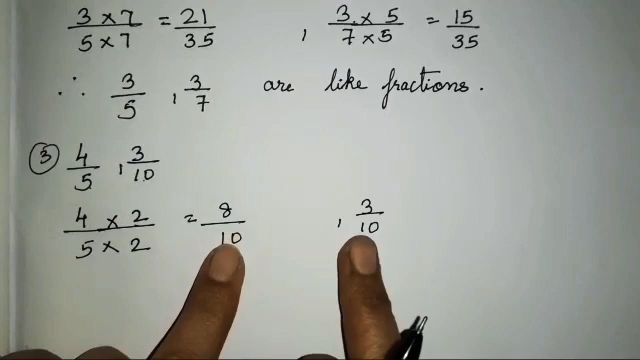 3 × 7 / 5 × 7 = 21 / 35 , 3 × 5 / 7 × 5 = 15 / 35
∴ 3/5 , 3/7 are like fractions.
③ 4/5 , 3/10
4 × 2 / 5 × 2 = 8 / 10 , 3/10